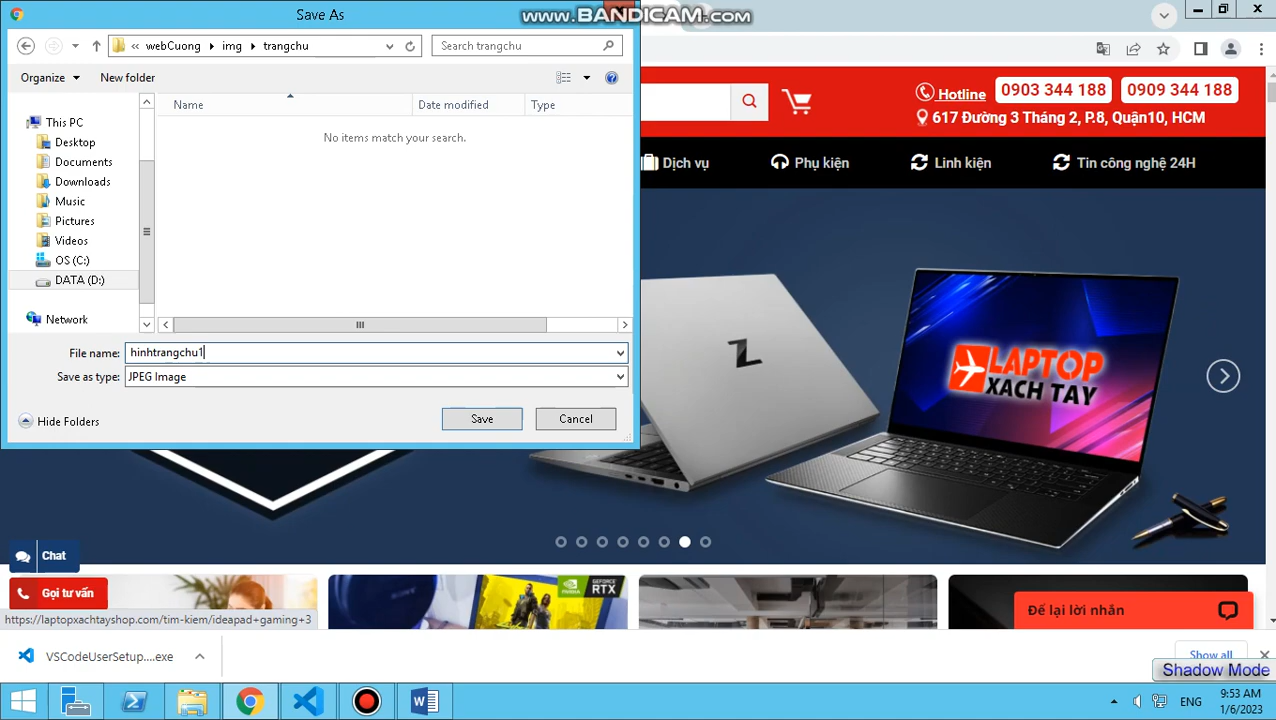 Save As
www.BANDICAM.com
webCuong
img
trangchu
Search trangchu
Organize
New folder
Name
Date modified
Type
This PC
Desktop
Documents
Downloads
Music
Pictures
Videos
OS (C:)
DATA (D:)
Network
No items match your search.
File name:
hinhtrangchu1
Save as type:
JPEG Image
Hide Folders
Save
Cancel
Hotline
0903 344 188
0909 344 188
617 Đường 3 Tháng 2, P.8, Quận10, HCM
Dịch vụ
Phụ kiện
Linh kiện
Tin công nghệ 24H
LAPTOP
XACH TAY
Chat
Gọi tư vấn
NVIDIA
GEFORCE
RTX
Để lại lời nhắn
https://laptopxachtayshop.com/tim-kiem/ideapad+gaming+3
VSCodeUserSetup....exe
Show all
Shadow Mode
ENG
9:53 AM
1/6/2023